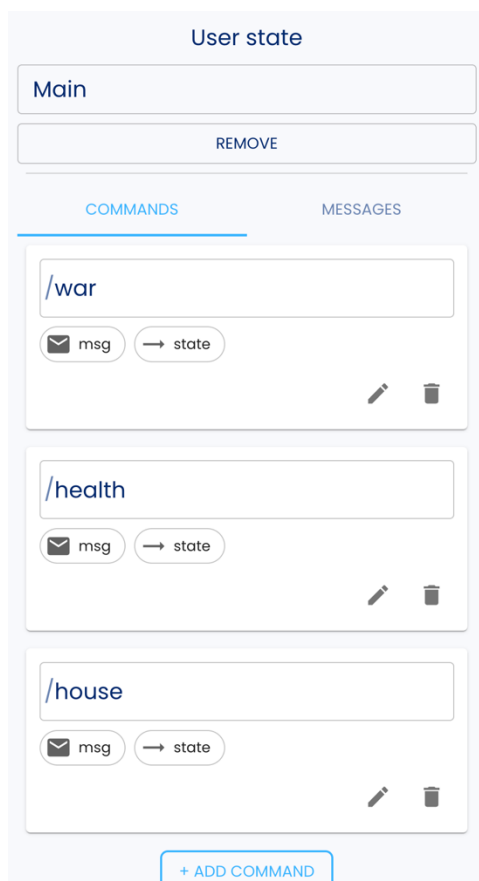 User state
Main
REMOVE
COMMANDS MESSAGES
/war
msg → state
/health
msg → state
/house
msg → state
+ ADD COMMAND